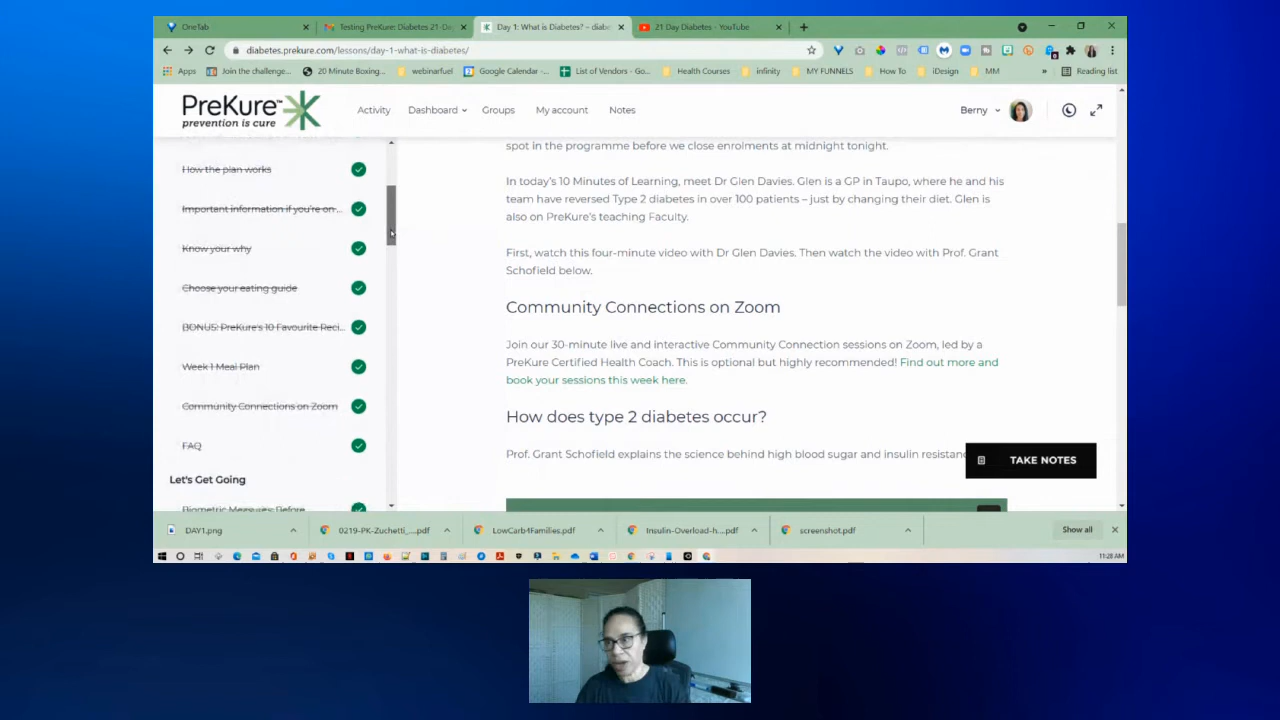 OneTab
Testing PreKure: Diabetes 21-Da
Day 1: What is Diabetes? – diabe
21 Day Diabetes - YouTube
diabetes.prekure.com/lessons/day-1-what-is-diabetes/
Apps
Join the challenge...
20 Minute Boxing...
webinarfuel
Google Calendar -...
List of Vendors - Go...
Health Courses
infinity
MY FUNNELS
How To
iDesign
MM
Reading list
PreKure™
prevention is cure
Activity
Dashboard
Groups
My account
Notes
Berny
How the plan works
Important information if you're on ...
Know your why
Choose your eating guide
BONUS: PreKure's 10 Favourite Reci...
Week 1 Meal Plan
Community Connections on Zoom
FAQ
Let's Get Going
Biometric Measures: Before
spot in the programme before we close enrolments at midnight tonight.
In today's 10 Minutes of Learning, meet Dr Glen Davies. Glen is a GP in Taupo, where he and his
team have reversed Type 2 diabetes in over 100 patients – just by changing their diet. Glen is
also on PreKure's teaching Faculty.
First, watch this four-minute video with Dr Glen Davies. Then watch the video with Prof. Grant
Schofield below.
Community Connections on Zoom
Join our 30-minute live and interactive Community Connection sessions on Zoom, led by a
PreKure Certified Health Coach. This is optional but highly recommended! Find out more and
book your sessions this week here.
How does type 2 diabetes occur?
Prof. Grant Schofield explains the science behind high blood sugar and insulin resistan
TAKE NOTES
DAY1.png
0219-PK-Zuchetti_....pdf
LowCarb4Families.pdf
Insulin-Overload-h....pdf
screenshot.pdf
Show all
11:28 AM